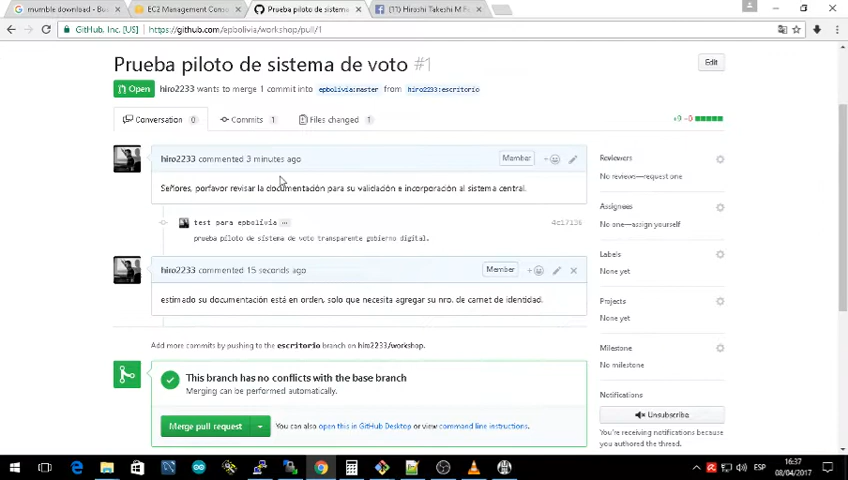 mumble download - Bu
EC2 Management Conso
Prueba piloto de sistema
(11) Hiroshi Takeshi M F
GitHub, Inc. [US]
https://github.com/epbolivia/workshop/pull/1
Prueba piloto de sistema de voto #1
Edit
Open
hiro2233 wants to merge 1 commit into epbolivia:master from hiro2233:escritorio
Conversation 0
Commits 1
Files changed 1
+9 -0
hiro2233 commented 3 minutes ago
Member
Señores, porfavor revisar la documentación para su validación e incorporación al sistema central.
test para epbolivia ...
4c17136
prueba piloto de sistema de voto transparente gobierno digital.
hiro2233 commented 15 seconds ago
Member
estimado su documentación está en orden, solo que necesita agregar su nro. de carnet de identidad.
Add more commits by pushing to the escritorio branch on hiro2233/workshop.
This branch has no conflicts with the base branch
Merging can be performed automatically.
Merge pull request
You can also open this in GitHub Desktop or view command line instructions.
Reviewers
No reviews—request one
Assignees
No one—assign yourself
Labels
None yet
Projects
None yet
Milestone
No milestone
Notifications
Unsubscribe
You're receiving notifications because
you authored the thread.
ESP
16:37
08/04/2017